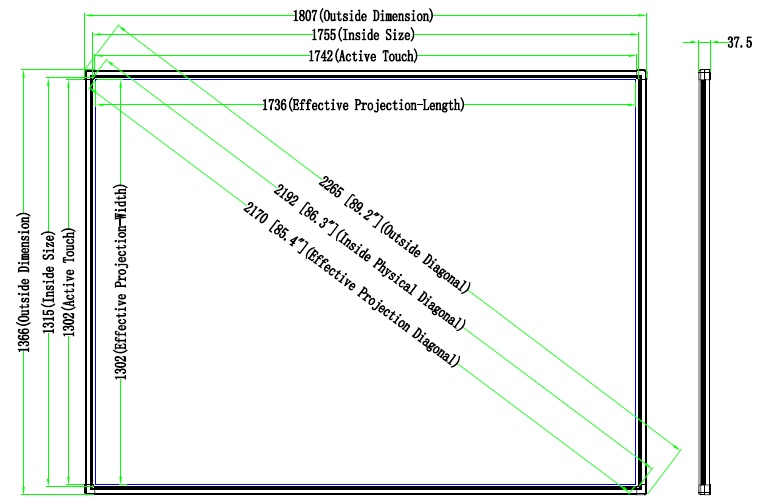 1807(Outside Dimension)
1755(Inside Size)
1742(Active Touch)
37.5
1736(Effective Projection-Length)
2265 [89.2″](Outside Diagonal)
2192 [86.3″](Inside Physical Diagonal)
2170 [85.4″](Effective Projection Diagonal)
1366(Outside Dimension)
1315(Inside Size)
1302(Active Touch)
1302(Effective Projection-Width)